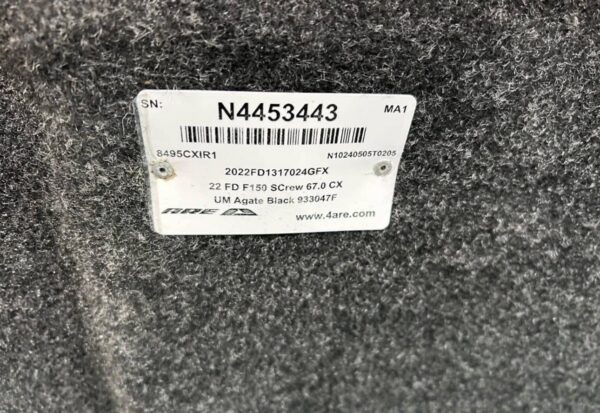 SN: N4453443 MA1
8495CXIR1 N10240505T0205
2022FD1317024GFX
22 FD F150 SCrew 67.0 CX
UM Agate Black 933047F
ARE www.4are.com